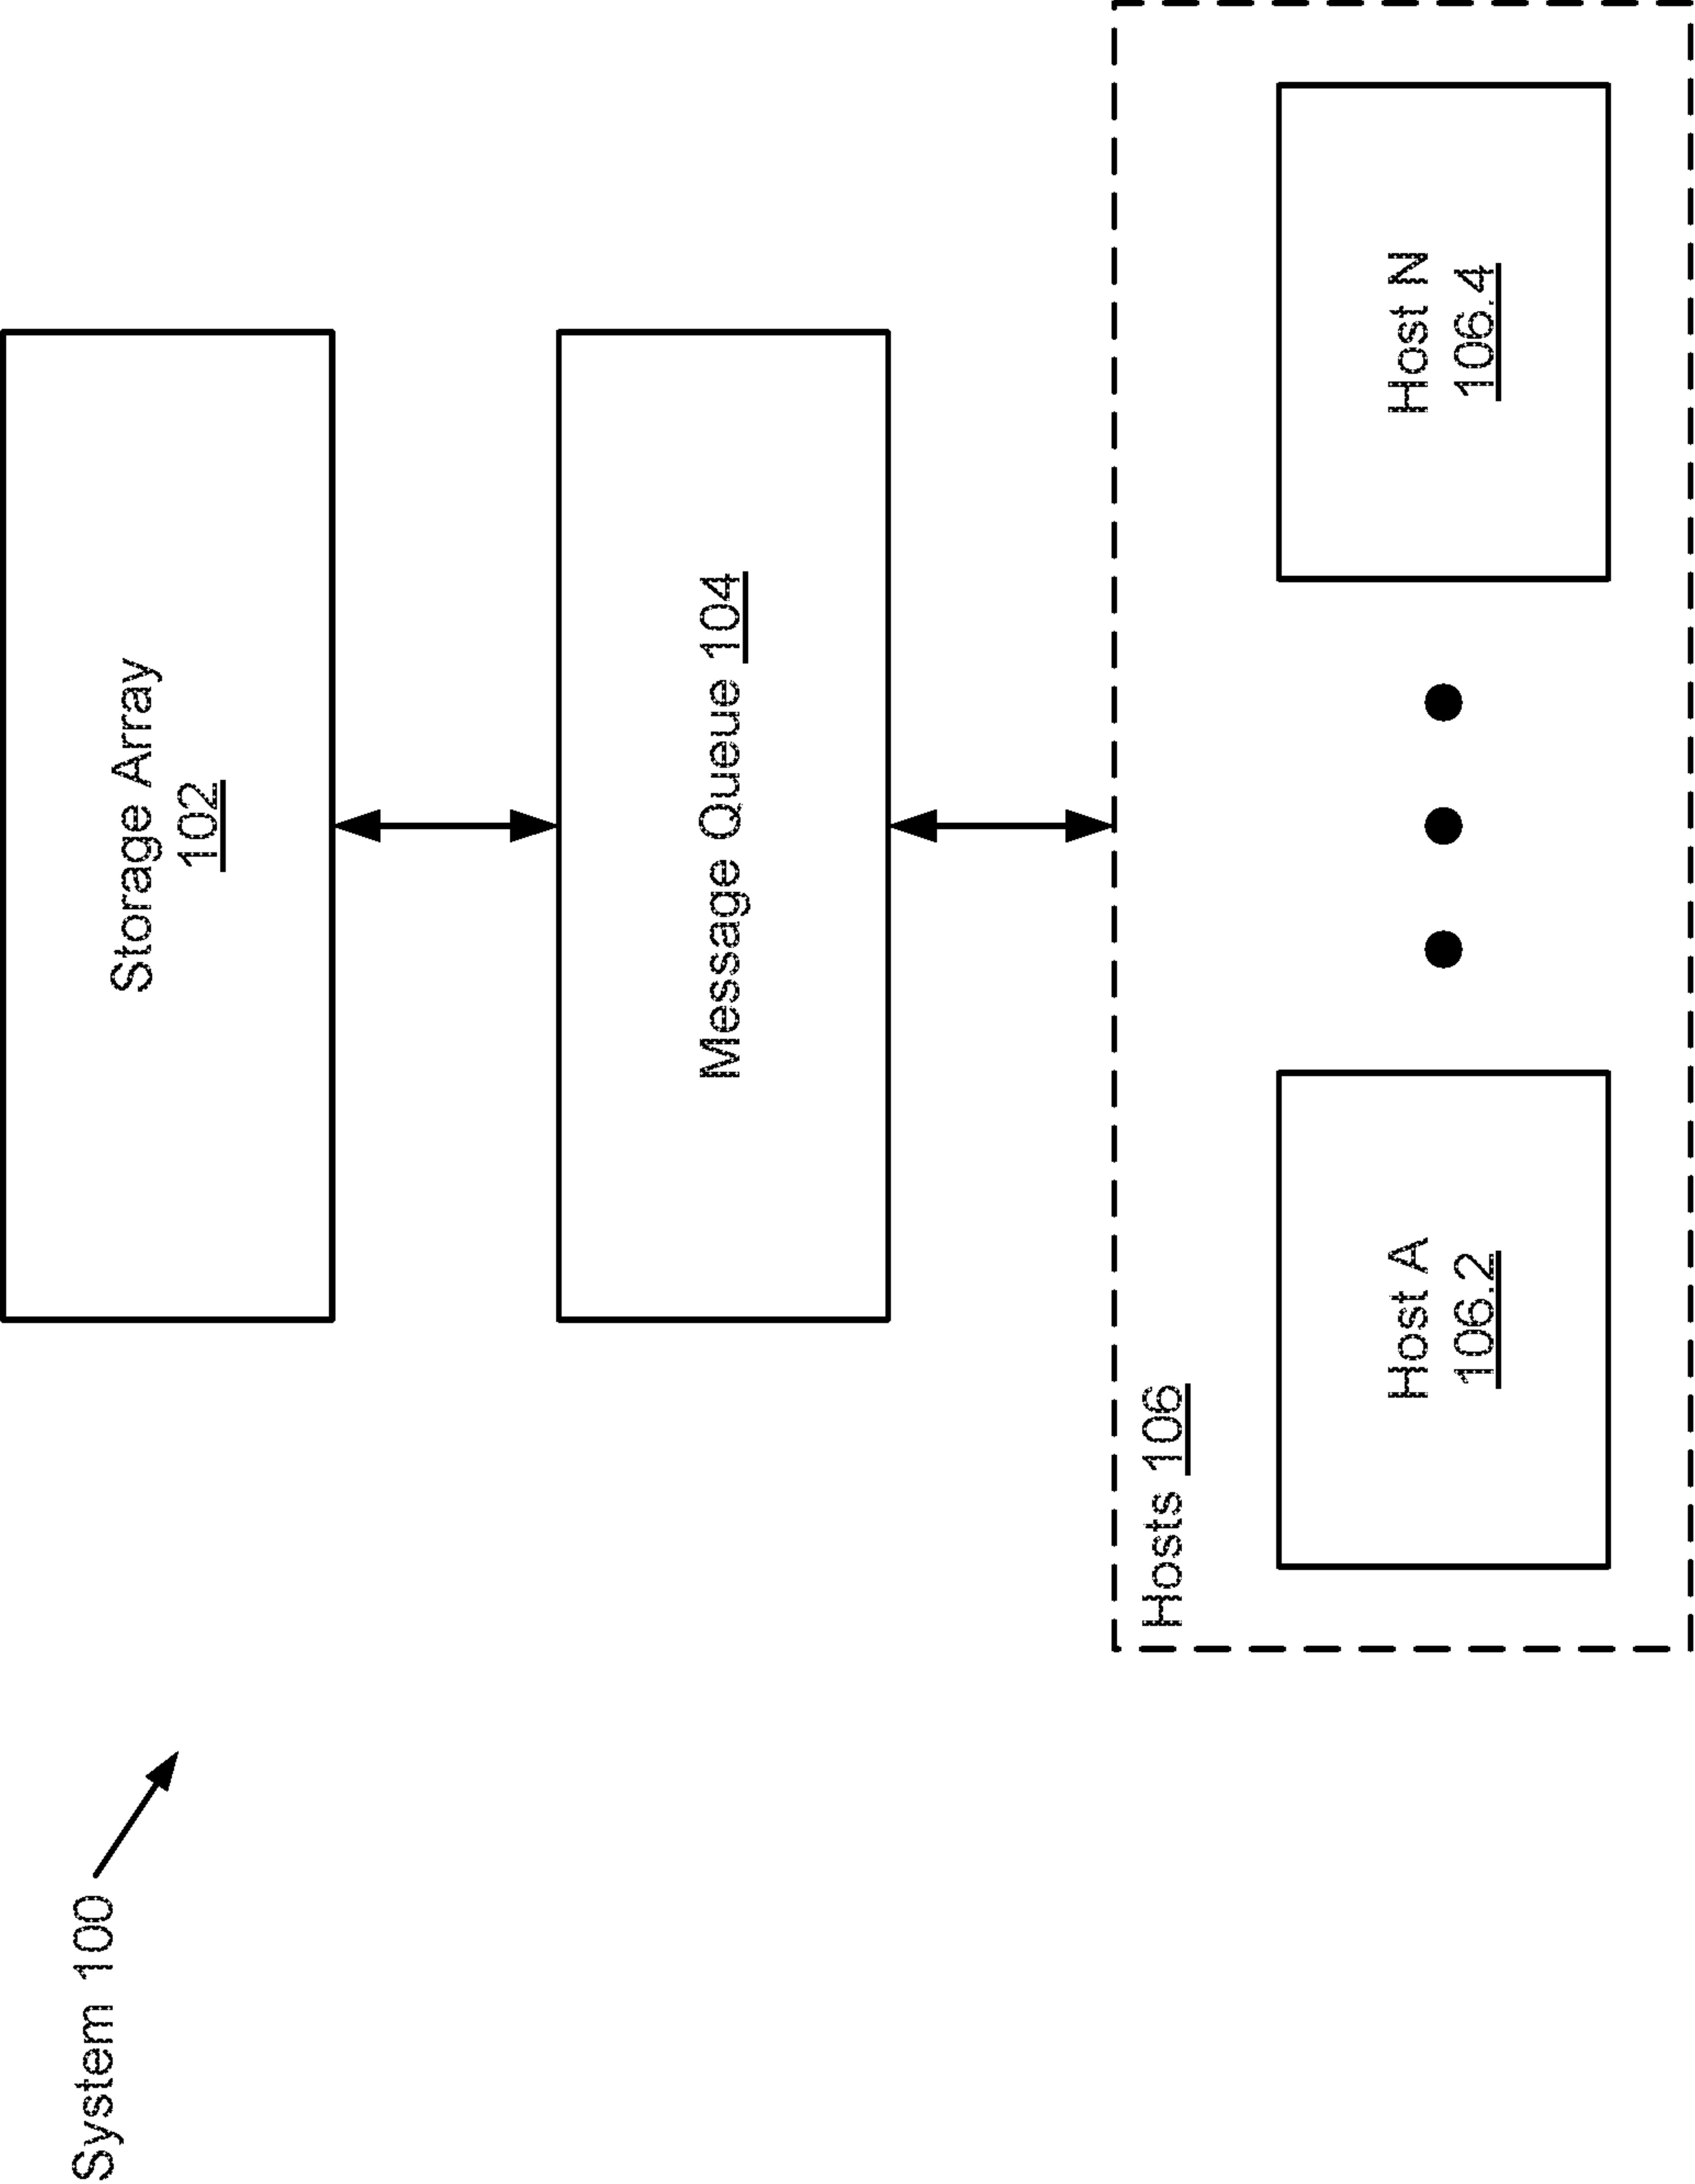 System 100
Storage Array
102
Message Queue 104
Hosts 106
Host A
106.2
Host N
106.4